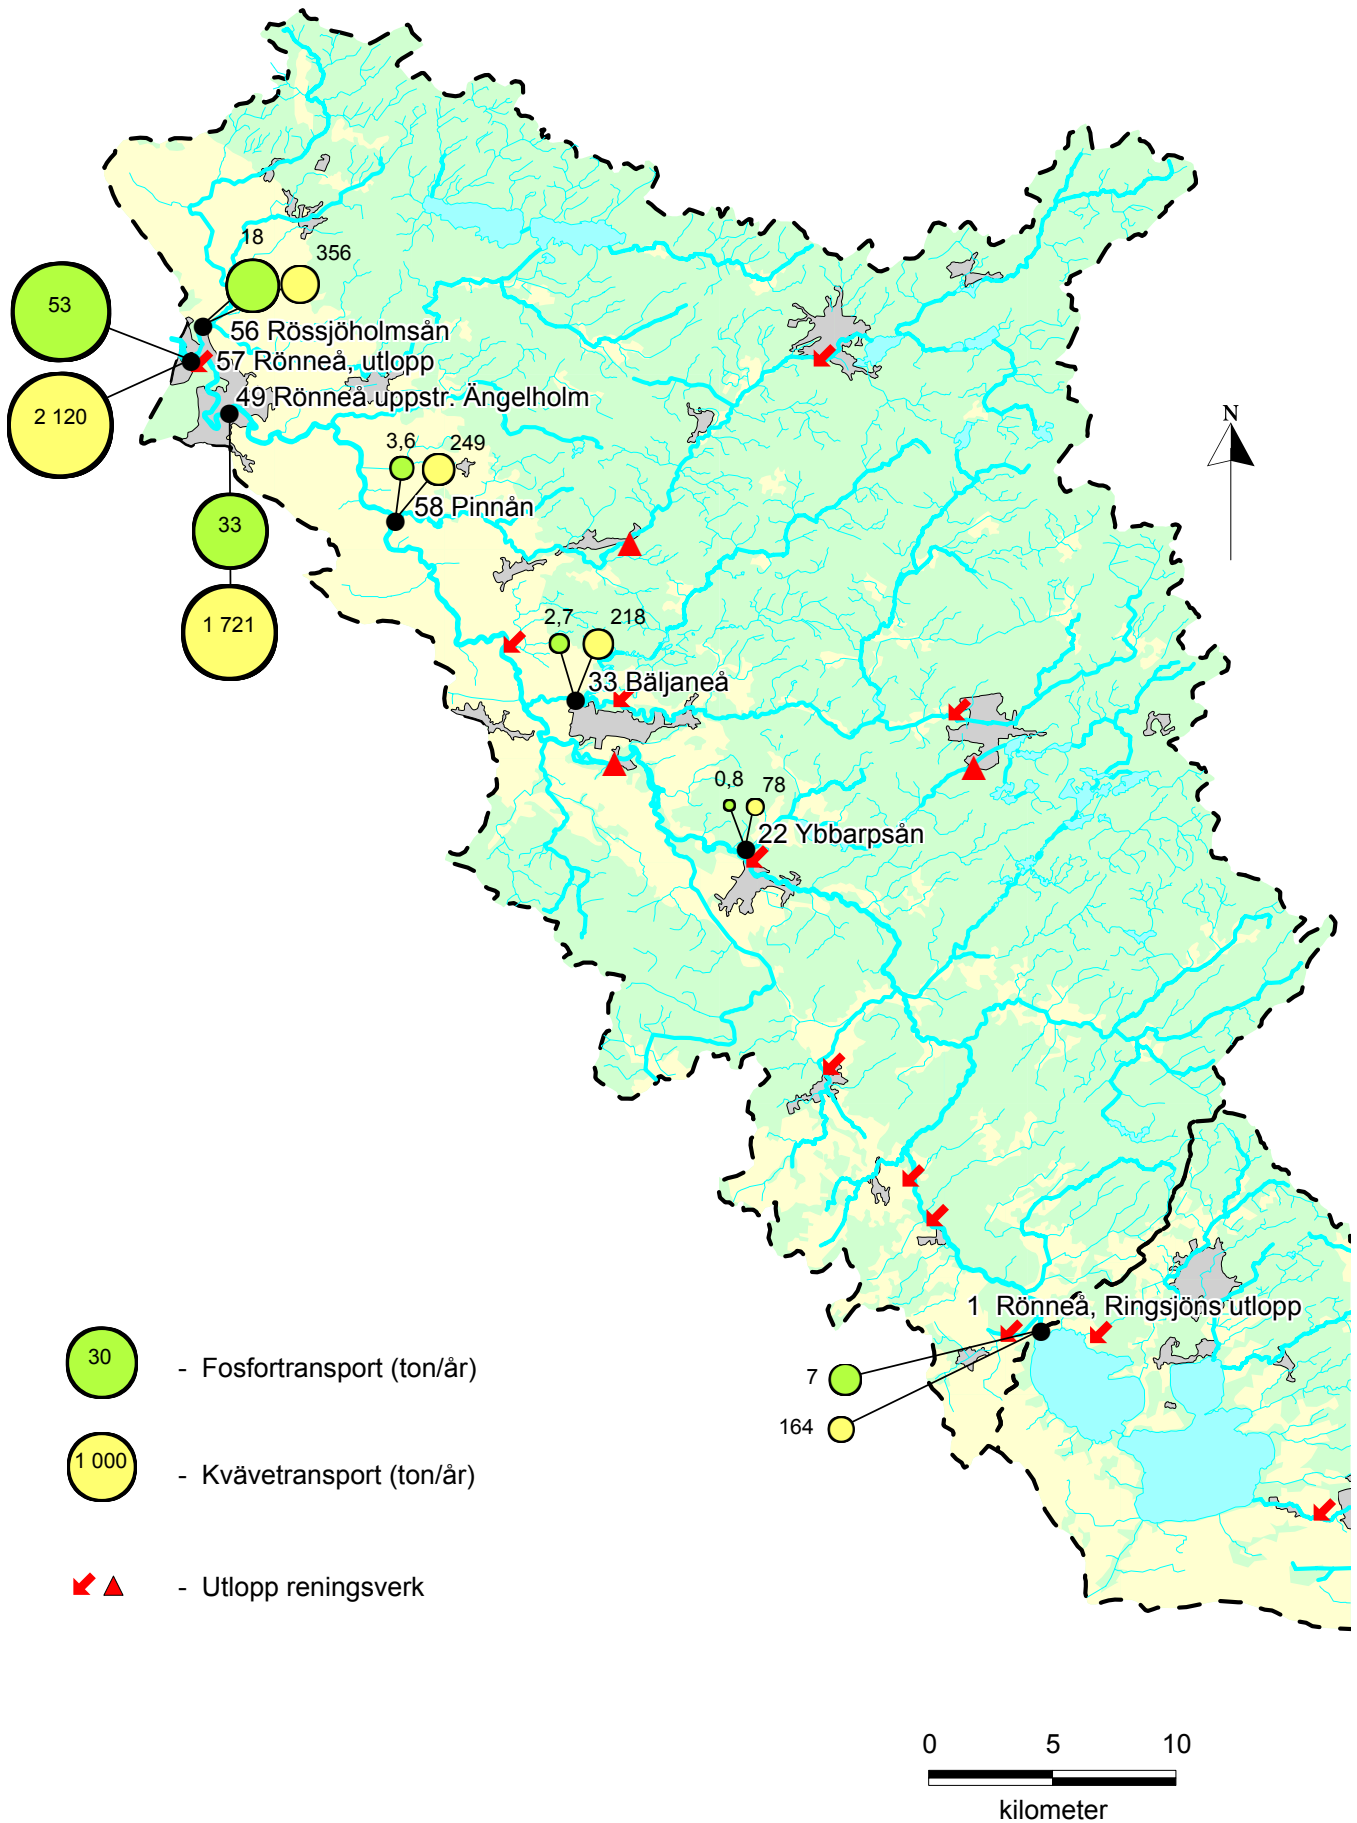 18
356
53
56 Rössjöholmsån
57 Rönneå, utlopp
49 Rönneå uppstr. Ängelholm
2 120
N
3,6
249
58 Pinnån
33
1 721
2,7
218
33 Bäljaneå
0,8
78
22 Ybbarpsån
1 Rönneå, Ringsjöns utlopp
7
164
30
- Fosfortransport (ton/år)
1 000
- Kvävetransport (ton/år)
- Utlopp reningsverk
0 5 10
kilometer